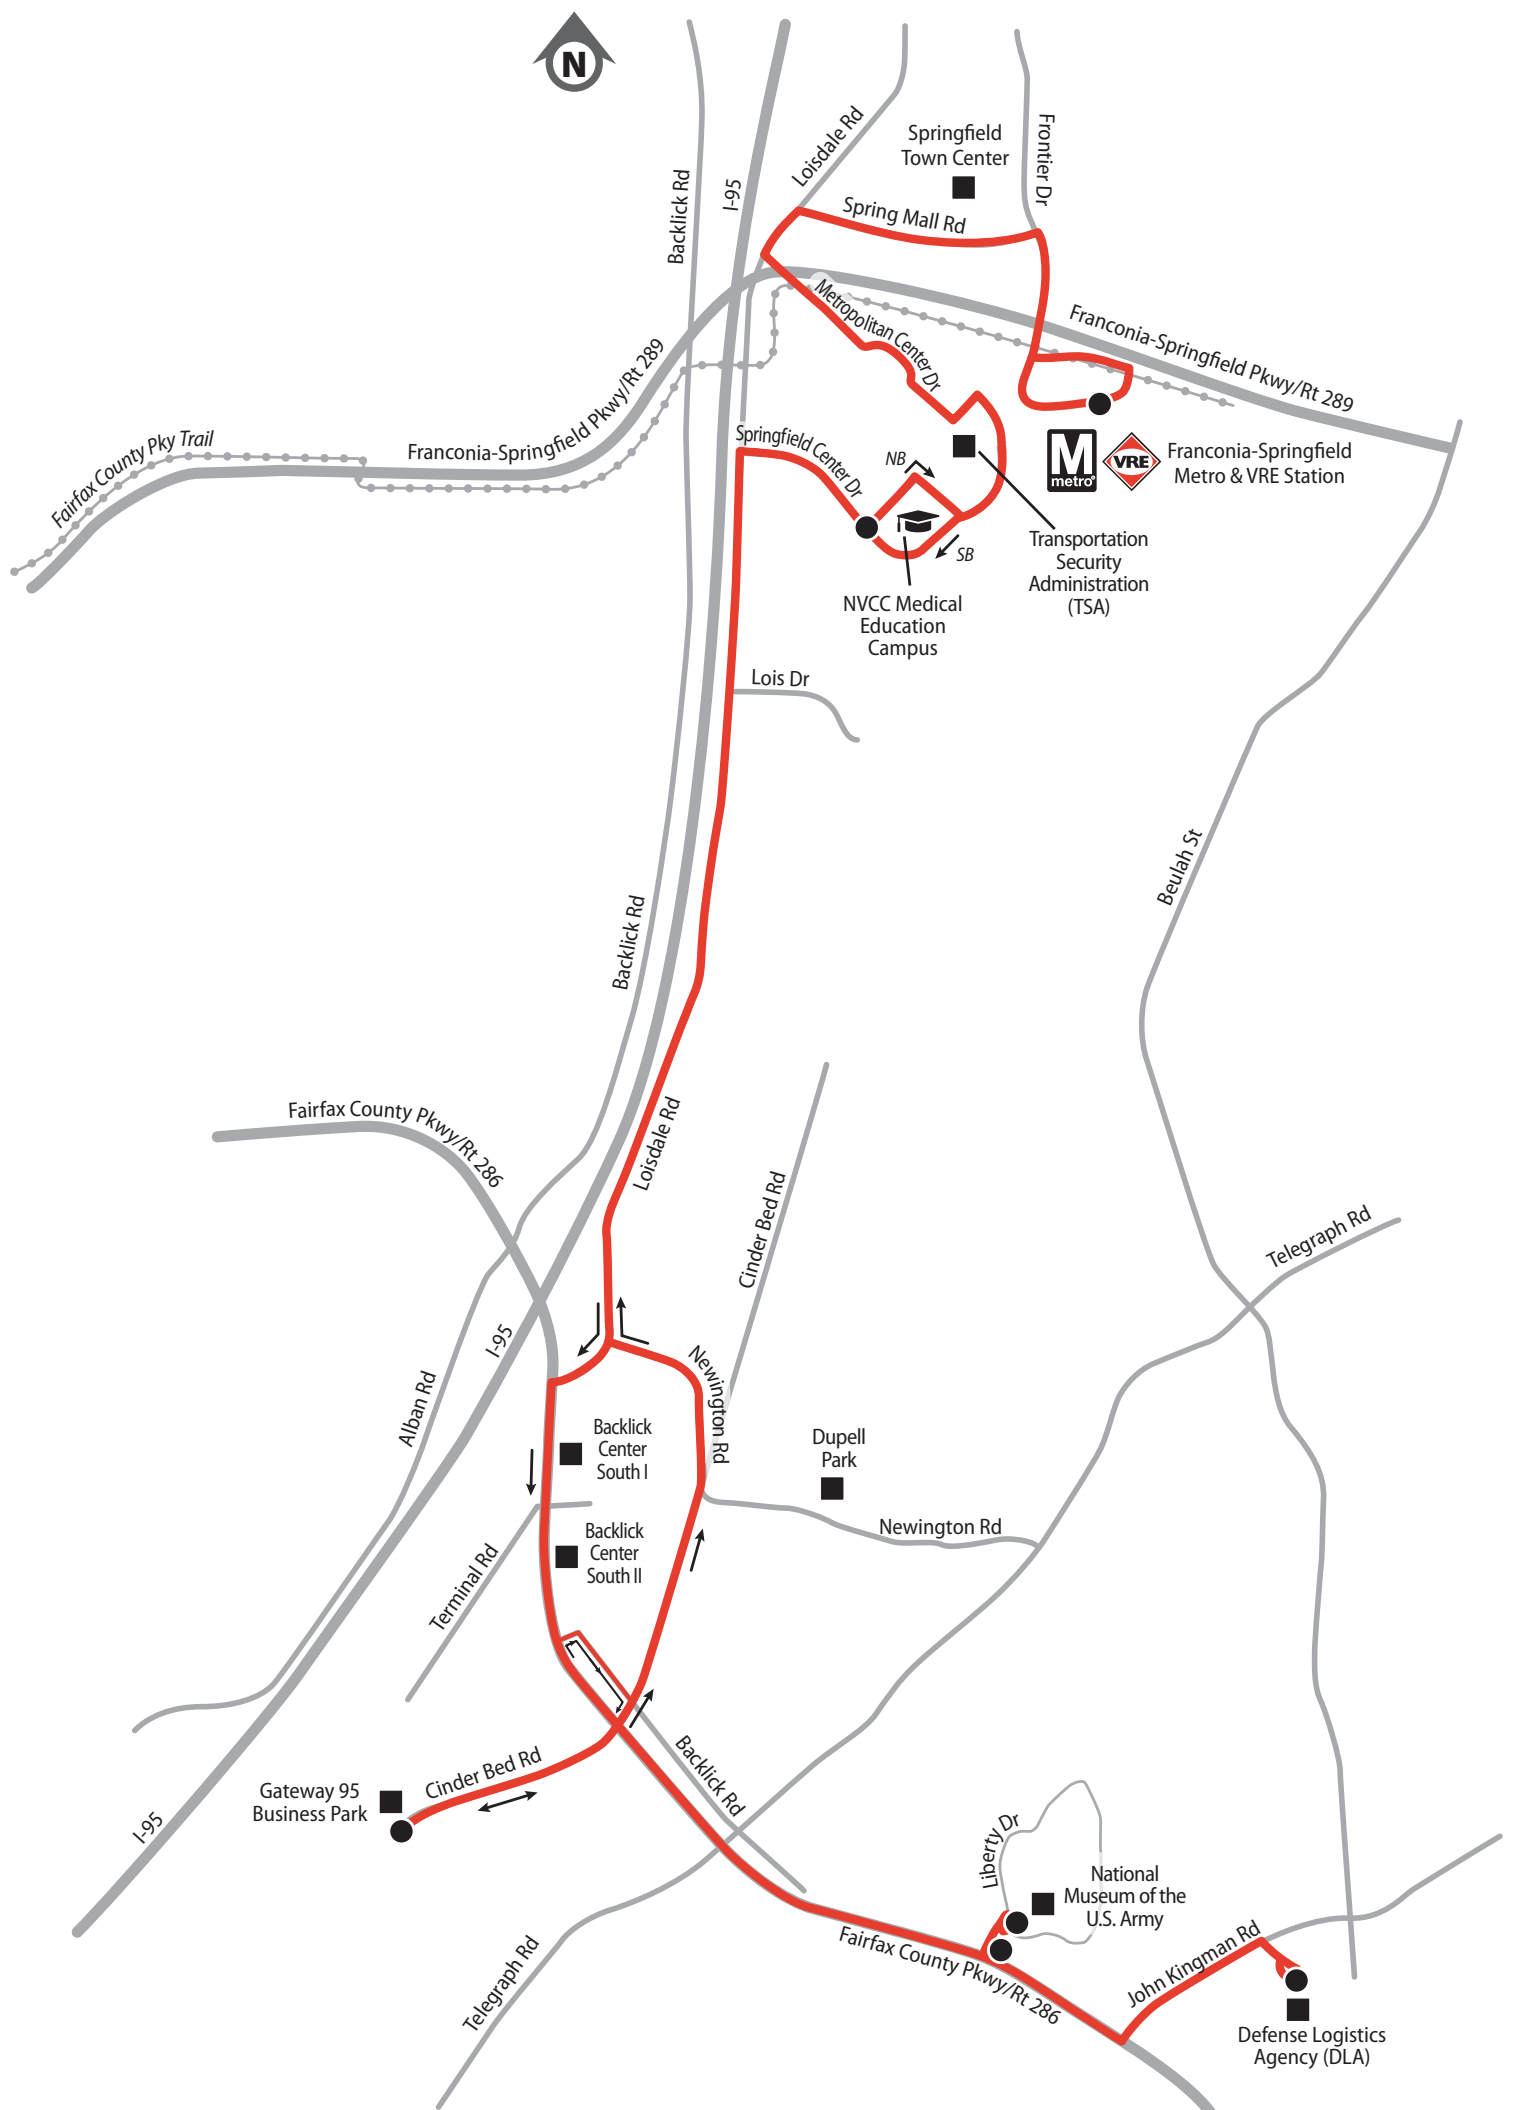 N
Loisdale Rd
Springfield
Town Center
Frontier Dr
Backlick Rd
I-95
Spring Mall Rd
Metropolitan Center Dr
Franconia-Springfield Pkwy/Rt 289
Franconia-Springfield Pkwy/Rt 289
Fairfax County Pky Trail
Springfield Center Dr
NB
M
metro
VRE
Franconia-Springfield
Metro & VRE Station
SB
Transportation
Security
Administration
(TSA)
NVCC Medical
Education
Campus
Lois Dr
Beulah St
Backlick Rd
Fairfax County Pkwy/Rt 286
Loisdale Rd
Cinder Bed Rd
Telegraph Rd
I-95
Alban Rd
Newington Rd
Backlick
Center
South I
Dupell
Park
Newington Rd
Backlick
Center
South II
Terminal Rd
Backlick Rd
Cinder Bed Rd
Gateway 95
Business Park
I-95
Liberty Dr
National
Museum of the
U.S. Army
Fairfax County Pkwy/Rt 286
John Kingman Rd
Telegraph Rd
Defense Logistics
Agency (DLA)